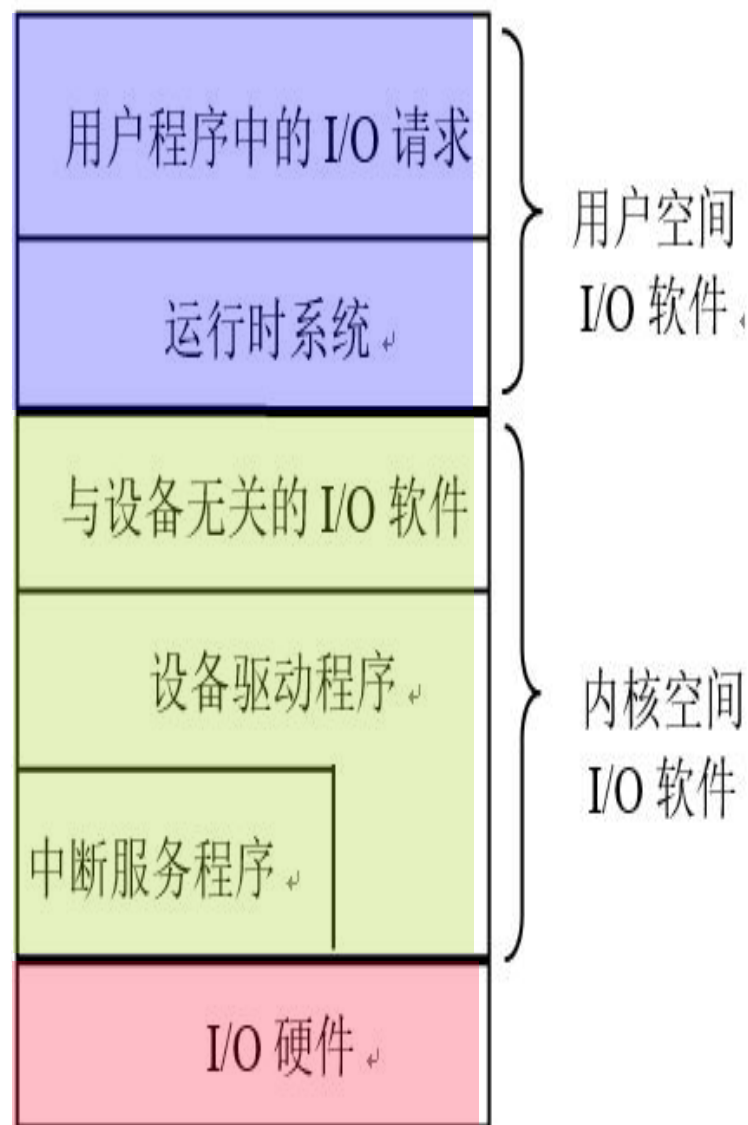 用户程序中的 I/O 请求
运行时系统
用户空间
I/O 软件
与设备无关的 I/O 软件
设备驱动程序
中断服务程序
内核空间
I/O 软件
I/O 硬件